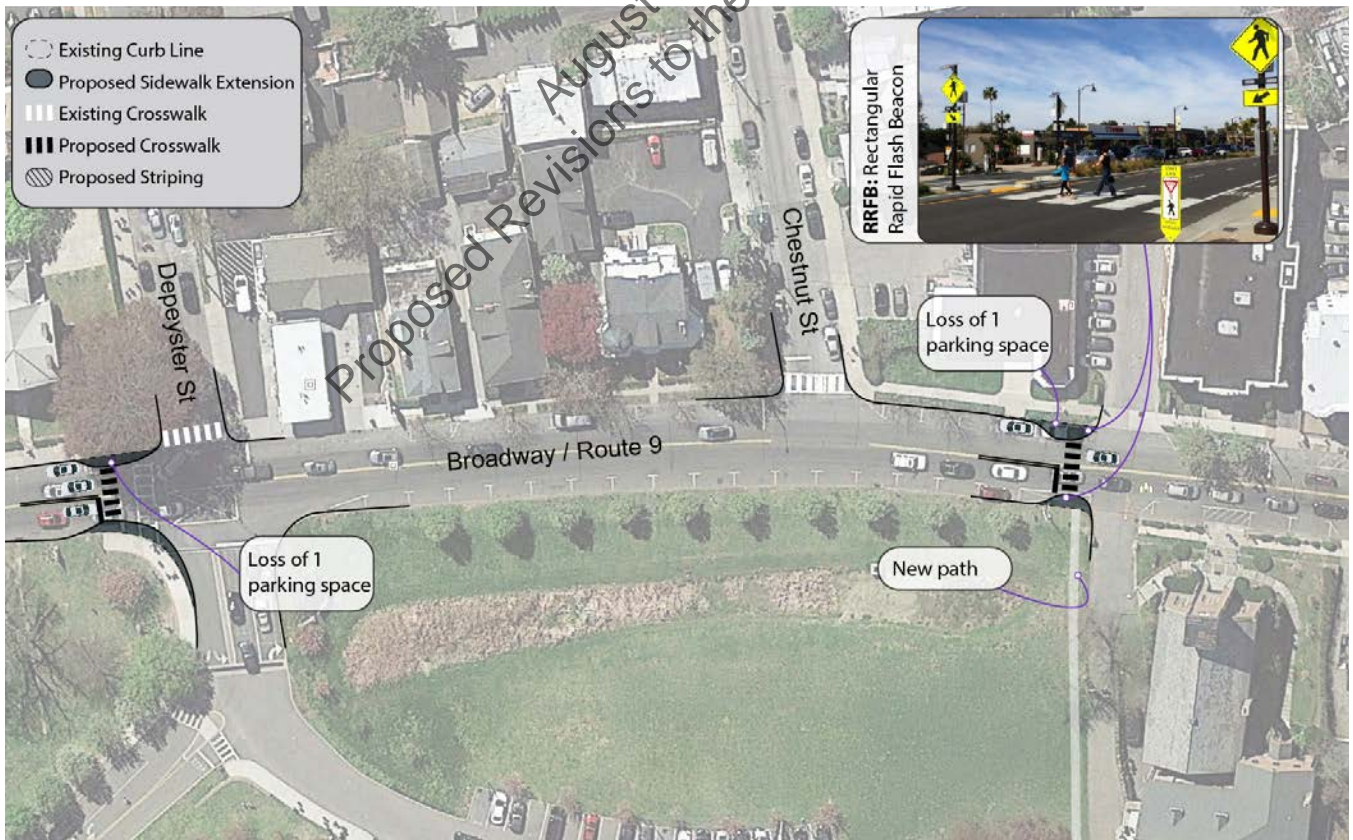 Existing Curb Line
Proposed Sidewalk Extension
Existing Crosswalk
Proposed Crosswalk
Proposed Striping
August
Proposed Revisions to the
RRFB: Rectangular
Rapid Flash Beacon
Depeyster St
Chestnut St
Loss of 1
parking space
Broadway / Route 9
Loss of 1
parking space
New path